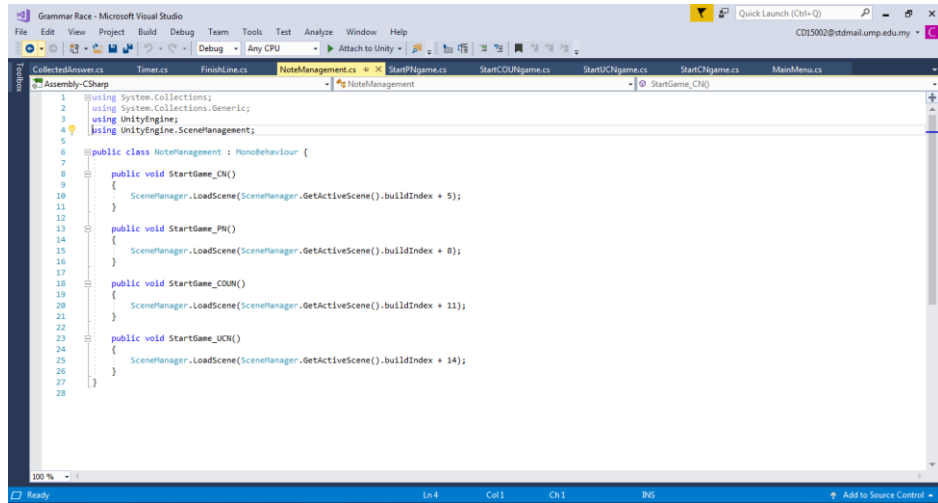 Grammar Race - Microsoft Visual Studio
Quick Launch (Ctrl+Q)
File Edit View Project Build Debug Team Tools Test Analyze Window Help
CD15002@stdmail.ump.edu.my
C
Debug Any CPU Attach to Unity
Toolbox
CollectedAnswer.cs Timer.cs FinishLine.cs NoteManagement.cs StartPNgame.cs StartCOUNgame.cs StartUCNgame.cs StartCNgame.cs MainMenu.cs
Assembly-CSharp NoteManagement StartGame_CN()
1 using System.Collections;
2 using System.Collections.Generic;
3 using UnityEngine;
4 using UnityEngine.SceneManagement;
5
6 public class NoteManagement : MonoBehaviour {
7
8 public void StartGame_CN()
9 {
10 SceneManager.LoadScene(SceneManager.GetActiveScene().buildIndex + 5);
11 }
12
13 public void StartGame_PN()
14 {
15 SceneManager.LoadScene(SceneManager.GetActiveScene().buildIndex + 8);
16 }
17
18 public void StartGame_COUN()
19 {
20 SceneManager.LoadScene(SceneManager.GetActiveScene().buildIndex + 11);
21 }
22
23 public void StartGame_UCN()
24 {
25 SceneManager.LoadScene(SceneManager.GetActiveScene().buildIndex + 14);
26 }
27 }
28
100 %
Ready Ln 4 Col 1 Ch 1 INS Add to Source Control